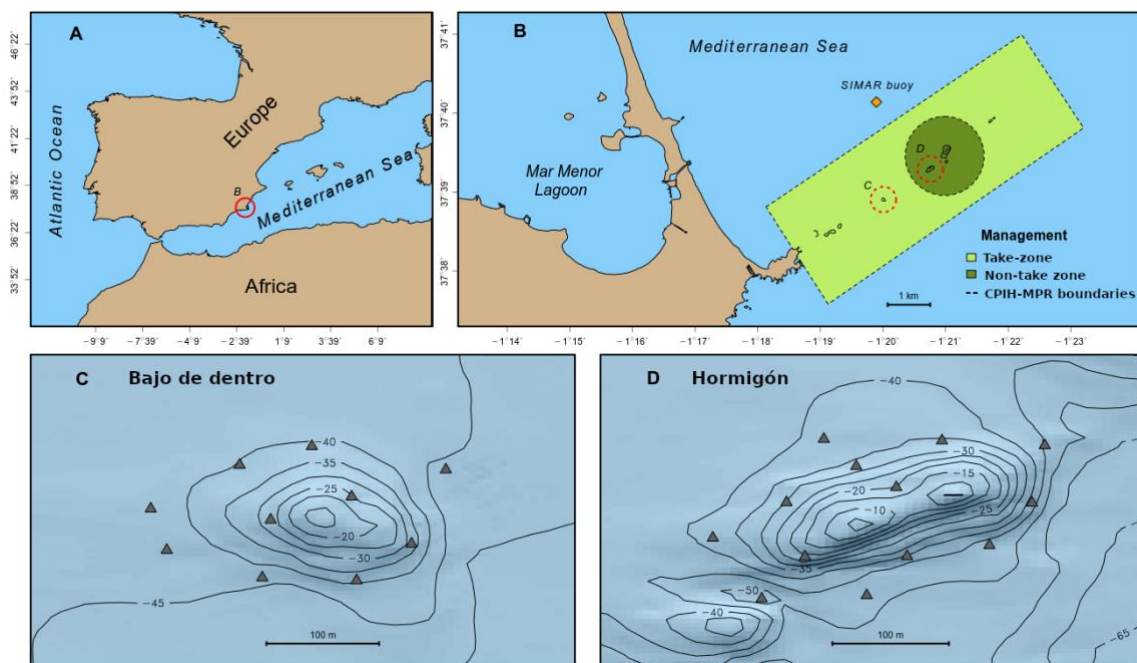 A
46°22'
43°52'
41°22'
38°52'
36°22'
33°52'
Atlantic Ocean
Europe
Mediterranean Sea
B
Africa
−9°9'
−7°39'
−2°39'
1°9'
3°9'
6°9'
B
37°41'
37°40'
37°39'
37°38'
Mediterranean Sea
SIMAR buoy
Mar Menor
Lagoon
D
C
Management
Take-zone
Non-take zone
CPIH-MPR boundaries
1 km
−1°14'
−1°15'
−1°16'
−1°17'
−1°18'
−1°19'
−1°20'
−1°21'
−1°22'
−1°23'
C Bajo de dentro
−40
−35
−25
−20
−30
−45
100 m
D Hormigón
−40
−30
−15
−20
−10
−25
−35
−50
−40
−65
100 m